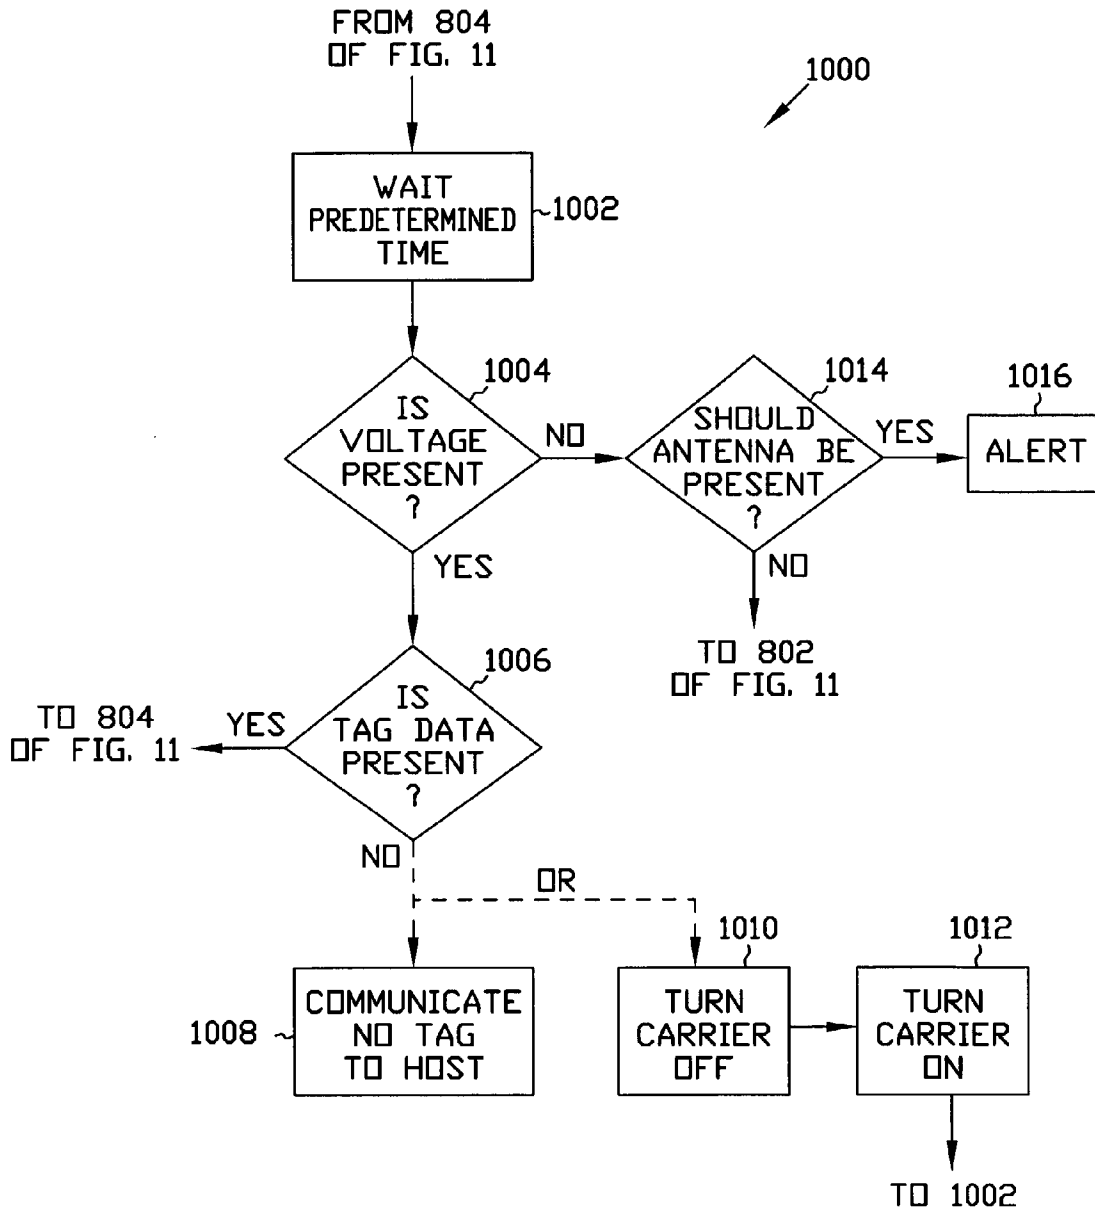 FROM 804
OF FIG. 11
1000
WAIT
PREDETERMINED
TIME
1002
1004
IS
VOLTAGE
PRESENT
?
NO
YES
1014
SHOULD
ANTENNA BE
PRESENT
?
YES
NO
1016
ALERT
TO 802
OF FIG. 11
1006
IS
TAG DATA
PRESENT
?
YES
TO 804
OF FIG. 11
NO
OR
1008
COMMUNICATE
NO TAG
TO HOST
1010
TURN
CARRIER
OFF
1012
TURN
CARRIER
ON
TO 1002